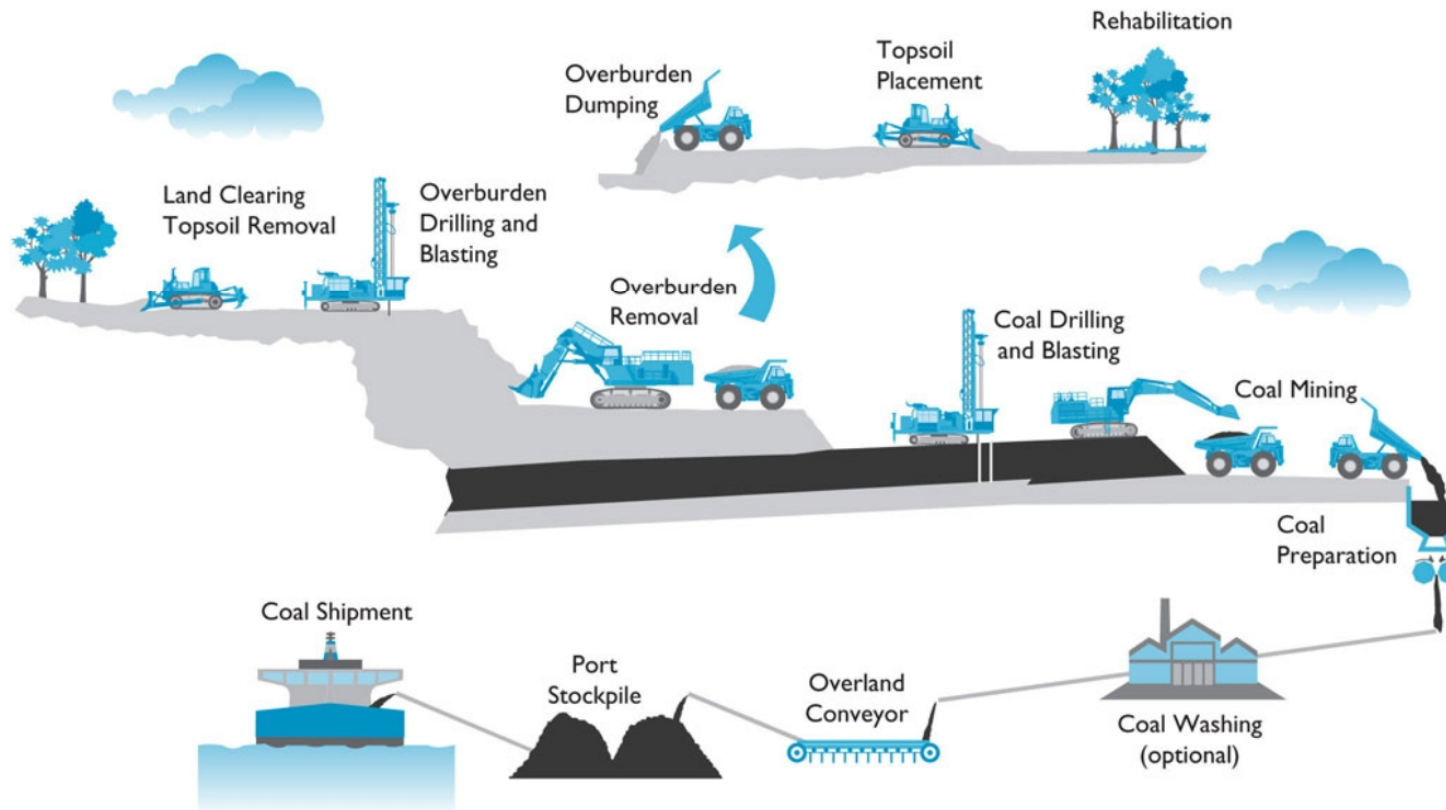 Rehabilitation
Overburden
Dumping
Topsoil
Placement
Land Clearing
Topsoil Removal
Overburden
Drilling and
Blasting
Overburden
Removal
Coal Drilling
and Blasting
Coal Mining
Coal
Preparation
Coal Shipment
Port
Stockpile
Overland
Conveyor
Coal Washing
(optional)